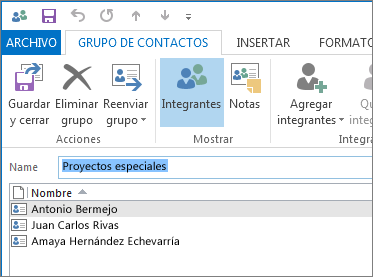 ARCHIVO GRUPO DE CONTACTOS INSERTAR FORMATO
Guardar y cerrar
Eliminar grupo
Reenviar grupo
Integrantes
Notas
Agregar integrantes
Acciones Mostrar
Name Proyectos especiales
Nombre
Antonio Bermejo
Juan Carlos Rivas
Amaya Hernández Echevarría